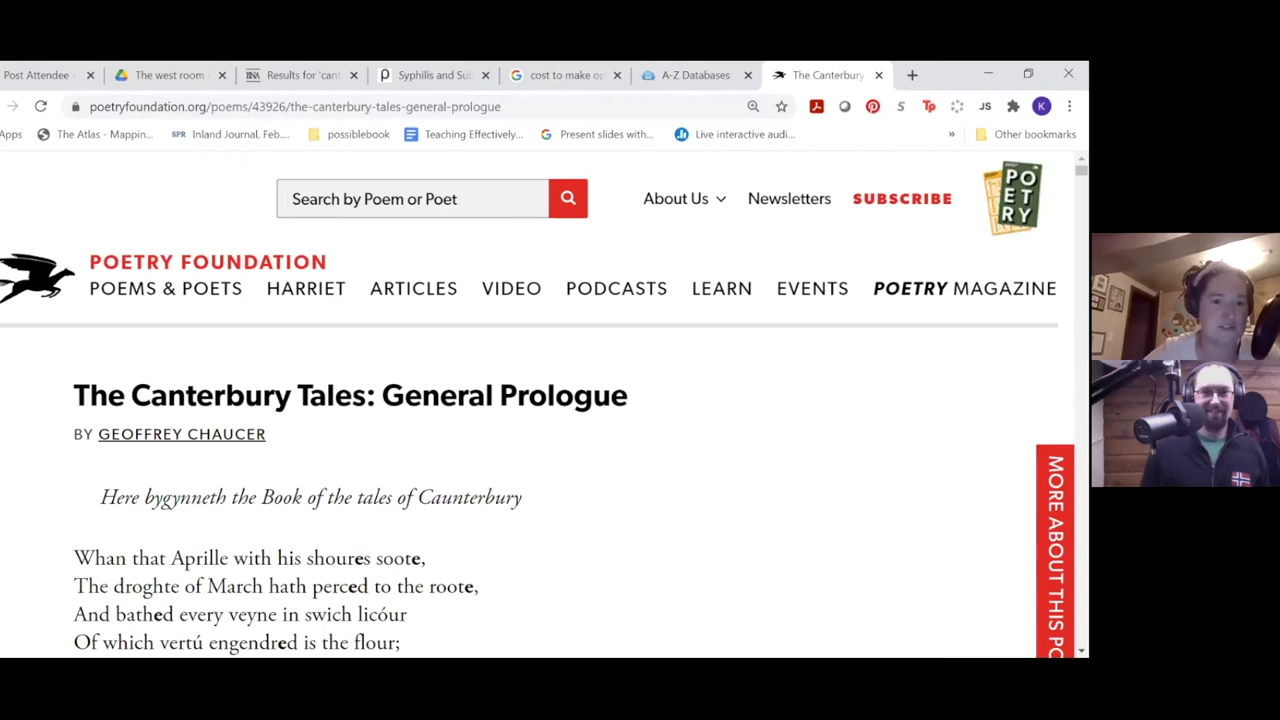 Post Attendee -
The west room
Results for 'cant
Syphilis and Sub
cost to make op
A-Z Databases
The Canterbury
poetryfoundation.org/poems/43926/the-canterbury-tales-general-prologue
JS
K
Apps
The Atlas - Mappin...
SPR Inland Journal, Feb....
possiblebook
Teaching Effectively...
Present slides with...
Live interactive audi...
»
Other bookmarks
Search by Poem or Poet
About Us
Newsletters
SUBSCRIBE
PO
E T
R Y
POETRY FOUNDATION
POEMS & POETS HARRIET ARTICLES VIDEO PODCASTS LEARN EVENTS POETRY MAGAZINE
The Canterbury Tales: General Prologue
BY GEOFFREY CHAUCER
Here bygynneth the Book of the tales of Caunterbury
Whan that Aprille with his shoures soote,
The droghte of March hath perced to the roote,
And bathed every veyne in swich licóur
Of which vertú engendred is the flour;
MORE ABOUT THIS PO